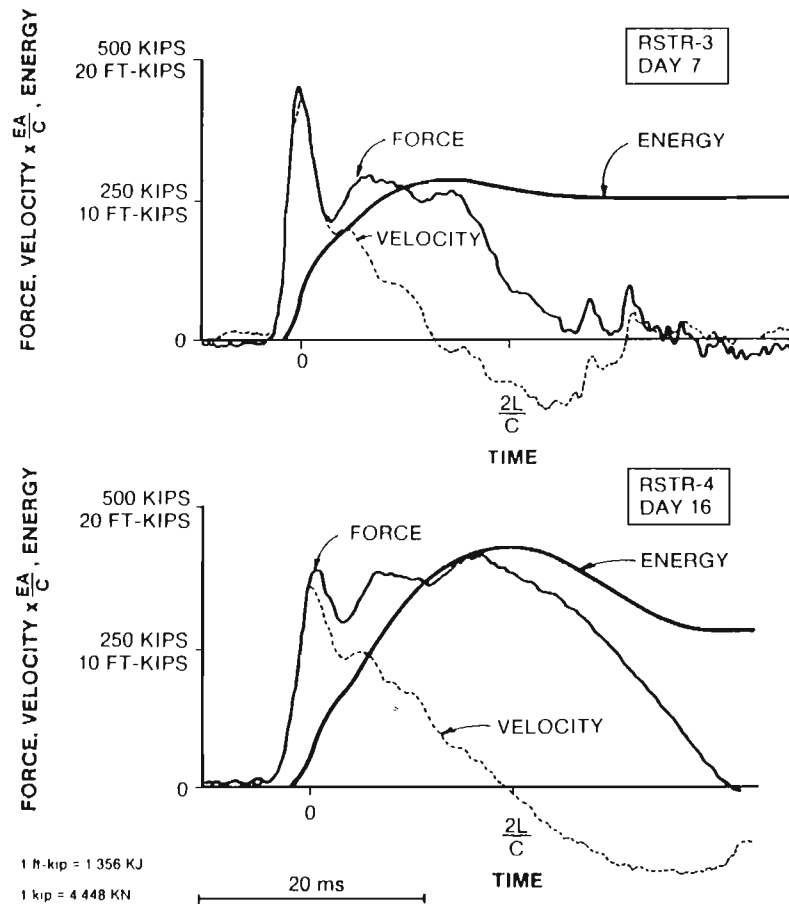 500 KIPS
20 FT-KIPS
RSTR-3
DAY 7
FORCE
ENERGY
250 KIPS
10 FT-KIPS
VELOCITY
0
0
2L
C
TIME
FORCE, VELOCITY x EA/C, ENERGY
500 KIPS
20 FT-KIPS
RSTR-4
DAY 16
FORCE
ENERGY
250 KIPS
10 FT-KIPS
VELOCITY
0
0
2L
C
TIME
FORCE, VELOCITY x EA/C, ENERGY
1 ft-kip = 1 356 KJ
1 kip = 4 448 KN
20 ms